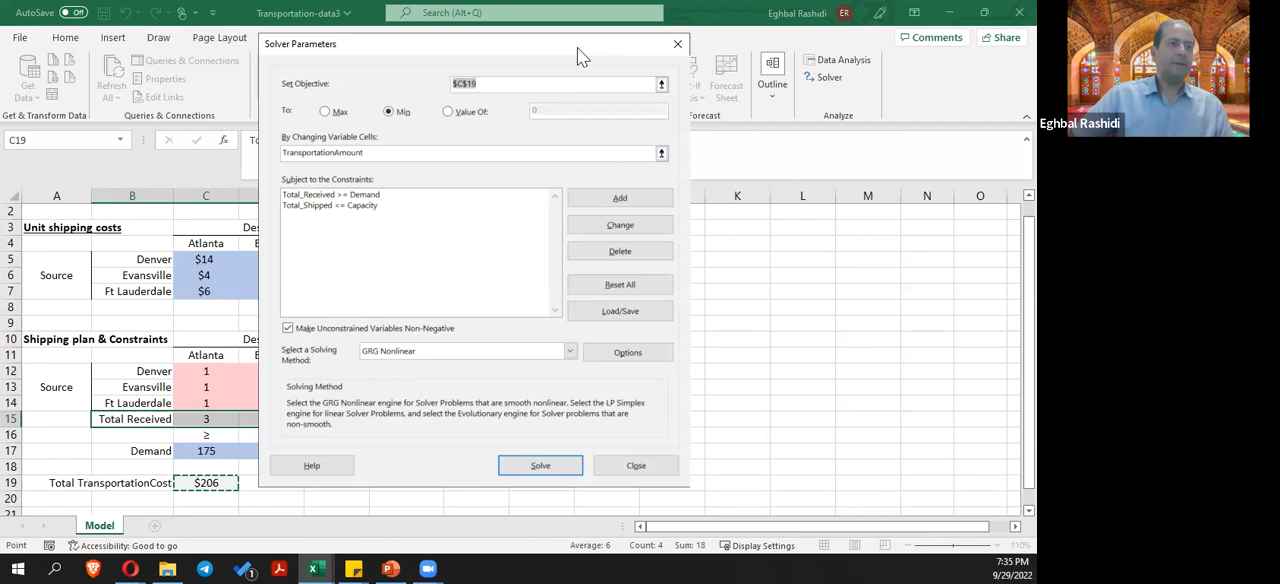 AutoSave Off Transportation-data3 Search (Alt+Q) Eghbal Rashidi ER
File Home Insert Draw Page Layout Comments Share
Solver Parameters
Get Data
Refresh All
Queries & Connections
Properties
Edit Links
Get & Transform Data
Queries & Connections
Forecast Sheet
Outline
Data Analysis
Solver
Analyze
C19
Set Objective: $C$19
To: Max Min Value Of: 0
By Changing Variable Cells:
TransportationAmount
Subject to the Constraints:
Total_Received >= Demand
Total_Shipped <= Capacity
Add
Change
Delete
Reset All
Load/Save
Make Unconstrained Variables Non-Negative
Select a Solving Method: GRG Nonlinear Options
Solving Method
Select the GRG Nonlinear engine for Solver Problems that are smooth nonlinear. Select the LP Simplex
engine for linear Solver Problems, and select the Evolutionary engine for Solver problems that are
non-smooth.
Help Solve Close
A B C K L M N O
2
3 Unit shipping costs
4 Atlanta
5 Denver $14
6 Source Evansville $4
7 Ft Lauderdale $6
8
9
10 Shipping plan & Constraints
11 Atlanta
12 Denver 1
13 Source Evansville 1
14 Ft Lauderdale 1
15 Total Received 3
16 ≥
17 Demand 175
18
19 Total TransportationCost $206
20
21
Model
Point Accessibility: Good to go Average: 6 Count: 4 Sum: 18 Display Settings 110%
7:35 PM
9/29/2022
Eghbal Rashidi